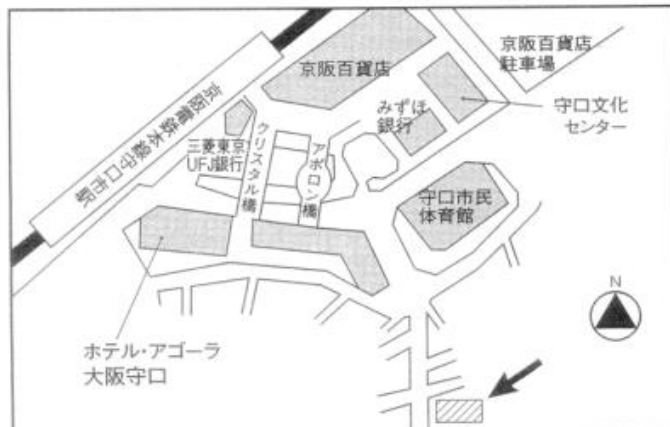 京阪百貨店
京阪百貨店
駐車場
みずほ
銀行
守口文化
センター
京阪電鉄本線守口市駅
三菱東京
UFJ銀行
クリスタル橋
アポロン橋
守口市民
体育館
N
ホテル・アゴーラ
大阪守口